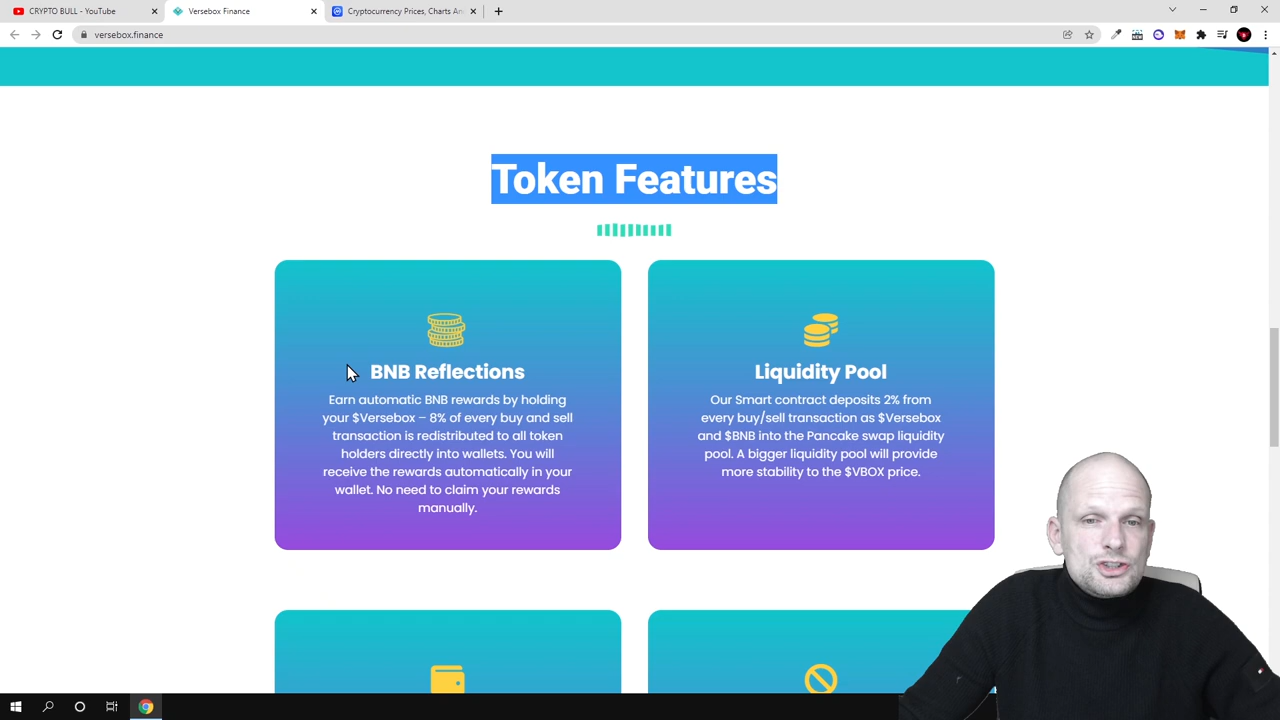 CRYPTO BULL - YouTube
Versebox Finance
Cryptocurrency Prices, Charts An
versebox.finance
Token Features
BNB Reflections
Earn automatic BNB rewards by holding
your $Versebox – 8% of every buy and sell
transaction is redistributed to all token
holders directly into wallets. You will
receive the rewards automatically in your
wallet. No need to claim your rewards
manually.
Liquidity Pool
Our Smart contract deposits 2% from
every buy/sell transaction as $Versebox
and $BNB into the Pancake swap liquidity
pool. A bigger liquidity pool will provide
more stability to the $VBOX price.